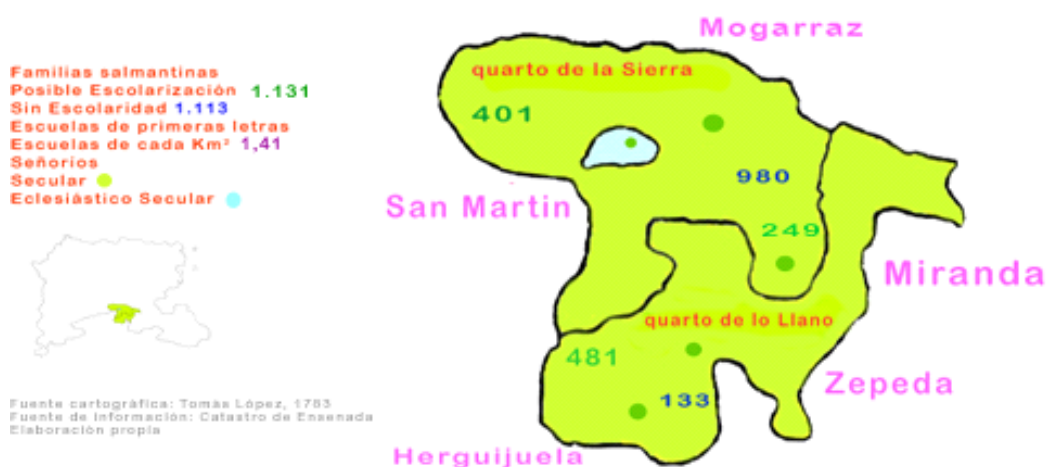 Familias salmantinas
Posible Escolarización 1.131
Sin Escolaridad 1.113
Escuelas de primeras letras
Escuelas de cada Km² 1,41
Señorios
Secular
Eclesiástico Secular
Fuente cartográfica: Tomás López, 1783
Fuente de información: Catastro de Ensenada
Elaboración propia
Mogarraz
quarto de la Sierra
401
980
San Martin
249
Miranda
quarto de lo Llano
481
Zepeda
133
Herguijuela